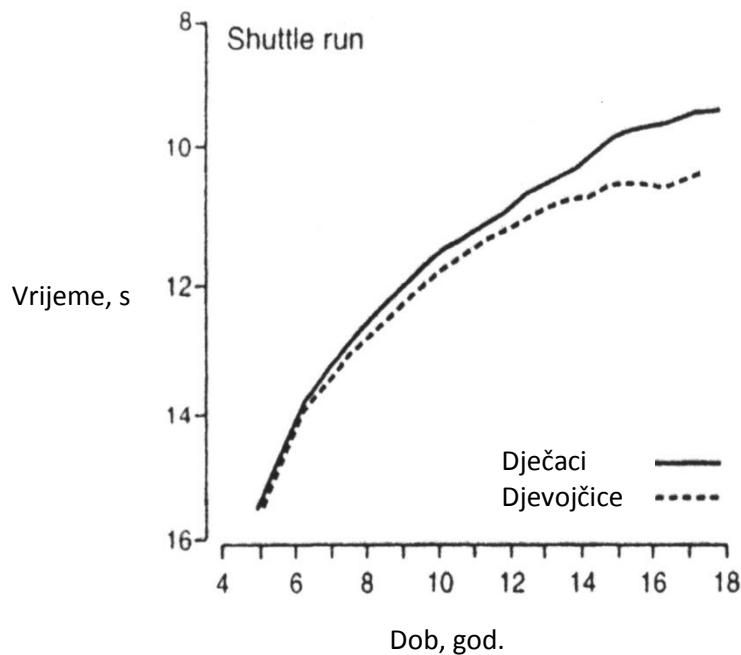 8
Shuttle run
10
12
Vrijeme, s
14
16
Dječaci
Djevojčice
4 6 8 10 12 14 16 18
Dob, god.